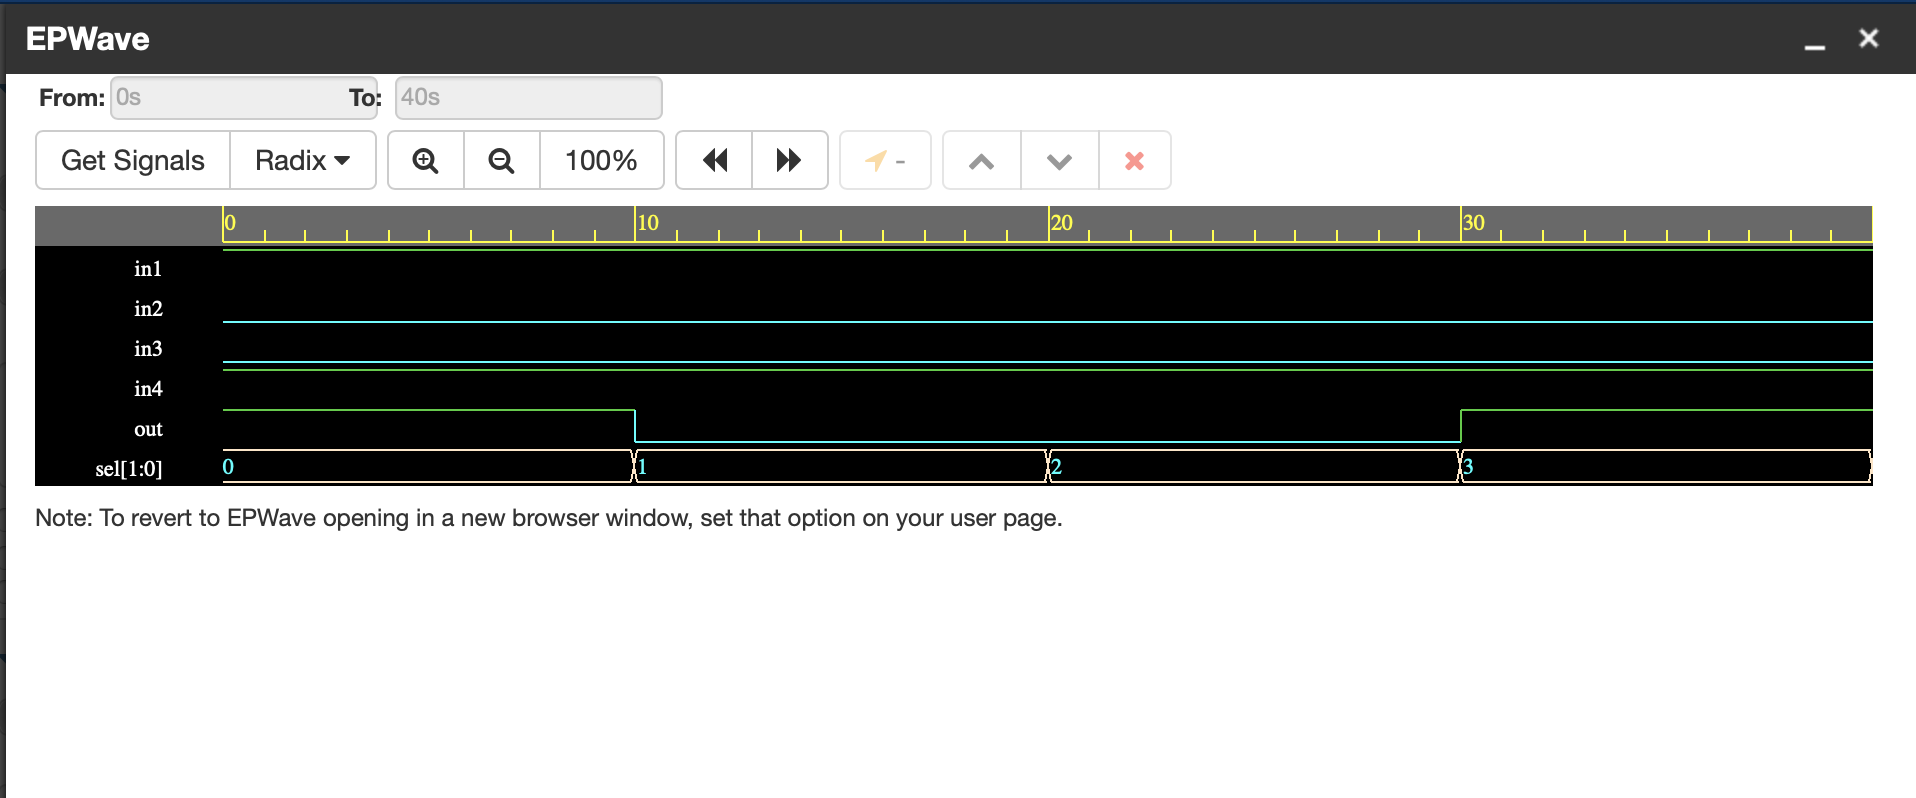 EPWave
From: 0s To: 40s
Get Signals Radix 100% -
0 10 20 30
in1
in2
in3
in4
out
sel[1:0] 0 1 2 3
Note: To revert to EPWave opening in a new browser window, set that option on your user page.